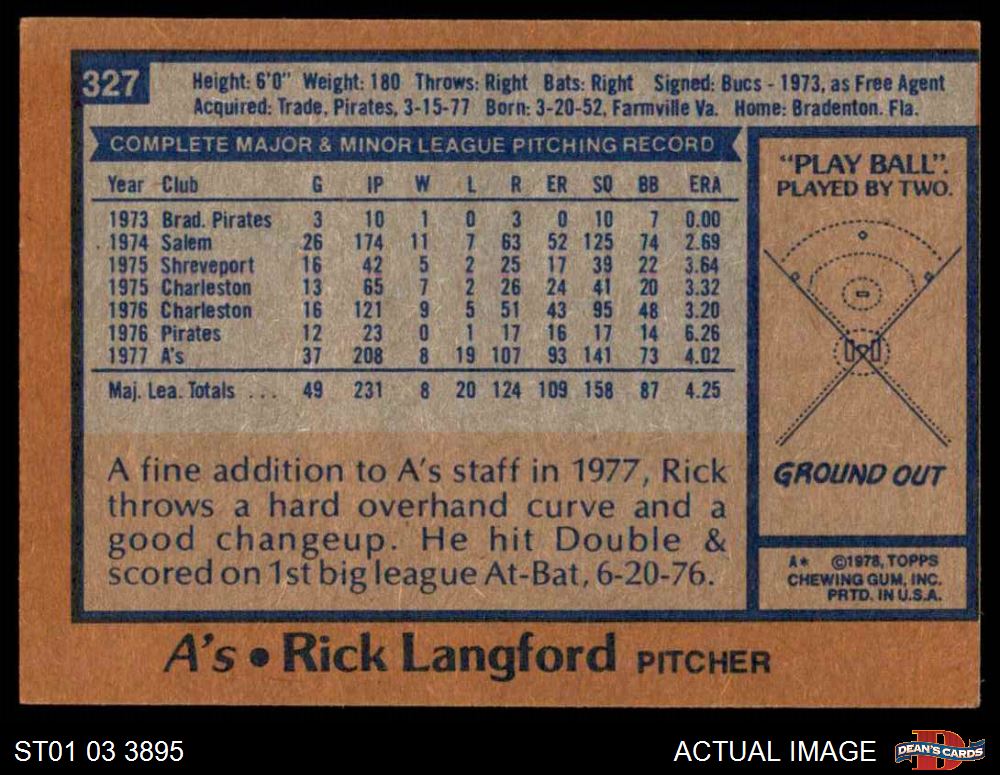 327
Height: 6'0" Weight: 180 Throws: Right Bats: Right Signed: Bucs - 1973, as Free Agent
Acquired: Trade, Pirates, 3-15-77 Born: 3-20-52, Farmville Va. Home: Bradenton. Fla.
COMPLETE MAJOR & MINOR LEAGUE PITCHING RECORD
Year Club G IP W L R ER SO BB ERA
1973 Brad. Pirates 3 10 1 0 3 0 10 7 0.00
1974 Salem 26 174 11 7 63 52 125 74 2.69
1975 Shreveport 16 42 5 2 25 17 39 22 3.64
1975 Charleston 13 65 7 2 26 24 41 20 3.32
1976 Charleston 16 121 9 5 51 43 95 48 3.20
1976 Pirates 12 23 0 1 17 16 17 14 6.26
1977 A's 37 208 8 19 107 93 141 73 4.02
Maj. Lea. Totals ... 49 231 8 20 124 109 158 87 4.25
A fine addition to A's staff in 1977, Rick
throws a hard overhand curve and a
good changeup. He hit Double &
scored on 1st big league At-Bat, 6-20-76.
"PLAY BALL".
PLAYED BY TWO.
GROUND OUT
A* ©1978, TOPPS
CHEWING GUM, INC.
PRTD. IN U.S.A.
A's • Rick Langford PITCHER
ST01 03 3895
ACTUAL IMAGE
D
DEAN'S CARDS